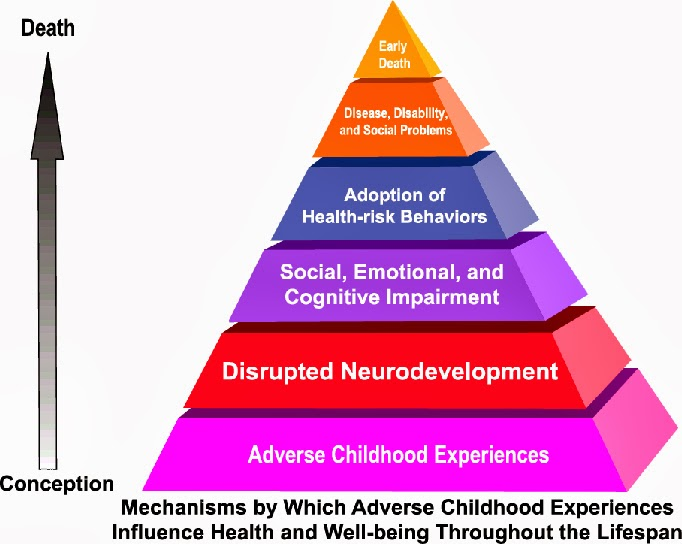 Death
Early
Death
Disease, Disability,
and Social Problems
Adoption of
Health-risk Behaviors
Social, Emotional, and
Cognitive Impairment
Disrupted Neurodevelopment
Adverse Childhood Experiences
Conception
Mechanisms by Which Adverse Childhood Experiences
Influence Health and Well-being Throughout the Lifespan